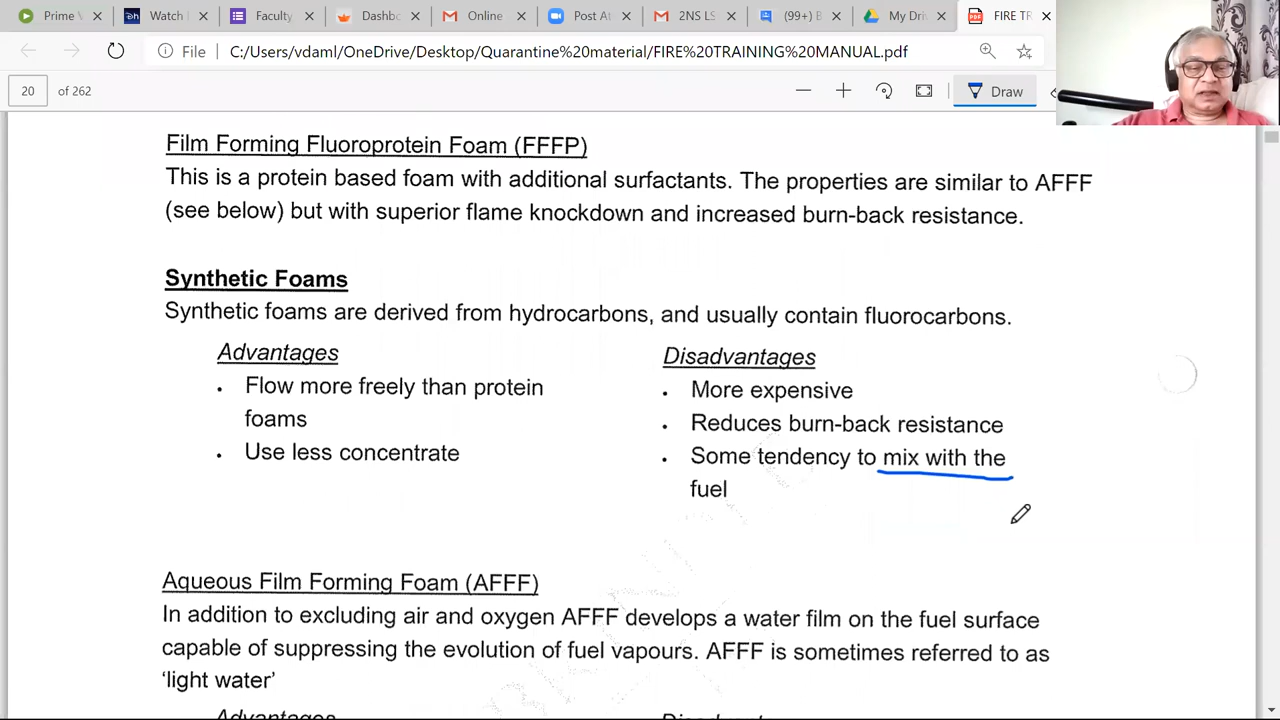 Prime V
Watch
Faculty
Dashb
Online
Post At
2NS S
(99+) B
My Driv
FIRE TR
File
C:/Users/vdaml/OneDrive/Desktop/Quarantine%20material/FIRE%20TRAINING%20MANUAL.pdf
20 of 262
Draw
Film Forming Fluoroprotein Foam (FFFP)
This is a protein based foam with additional surfactants. The properties are similar to AFFF
(see below) but with superior flame knockdown and increased burn-back resistance.
Synthetic Foams
Synthetic foams are derived from hydrocarbons, and usually contain fluorocarbons.
Advantages
• Flow more freely than protein
foams
• Use less concentrate
Disadvantages
• More expensive
• Reduces burn-back resistance
• Some tendency to mix with the
fuel
Aqueous Film Forming Foam (AFFF)
In addition to excluding air and oxygen AFFF develops a water film on the fuel surface
capable of suppressing the evolution of fuel vapours. AFFF is sometimes referred to as
‘light water’
Advantages